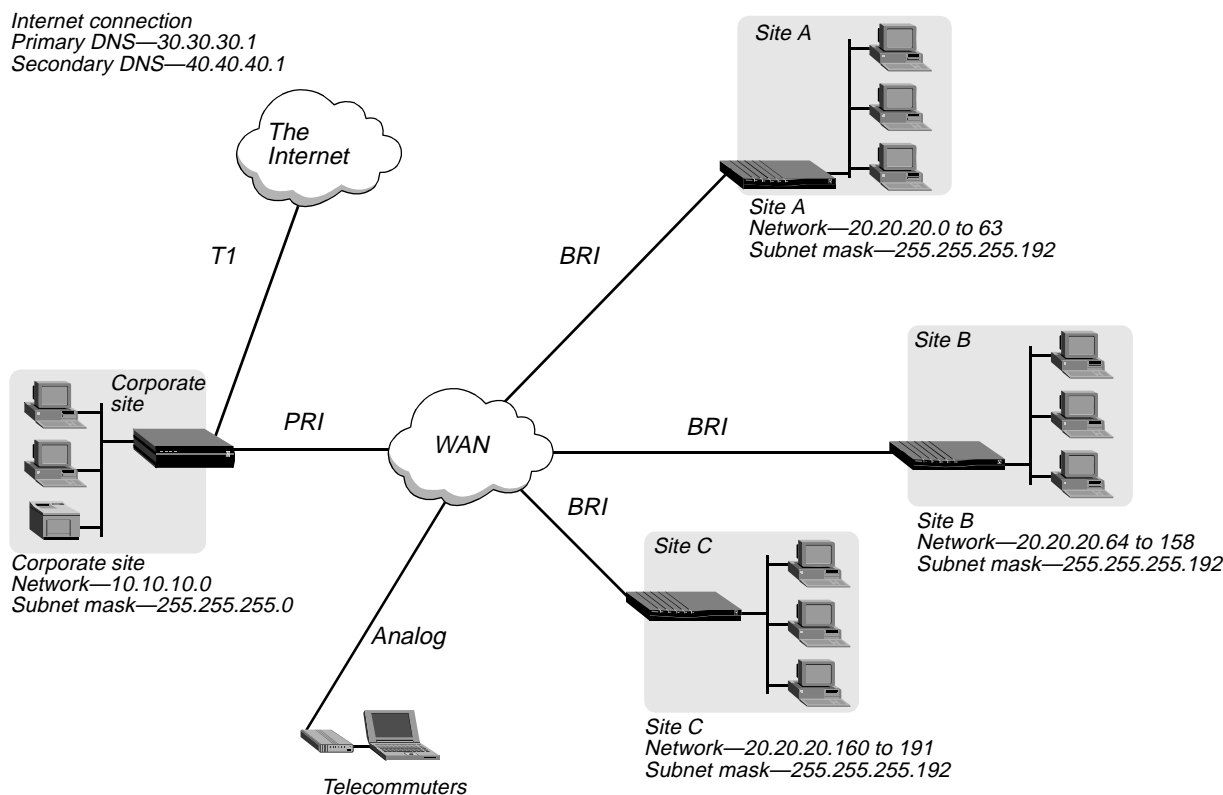 Internet connection
Primary DNS—30.30.30.1
Secondary DNS—40.40.40.1
The
Internet
T1
Site A
Site A
Network—20.20.20.0 to 63
Subnet mask—255.255.255.192
BRI
Corporate
site
PRI
WAN
BRI
Site B
Site B
Network—20.20.20.64 to 158
Subnet mask—255.255.255.192
BRI
Corporate site
Network—10.10.10.0
Subnet mask—255.255.255.0
Site C
Analog
Site C
Network—20.20.20.160 to 191
Subnet mask—255.255.255.192
Telecommuters